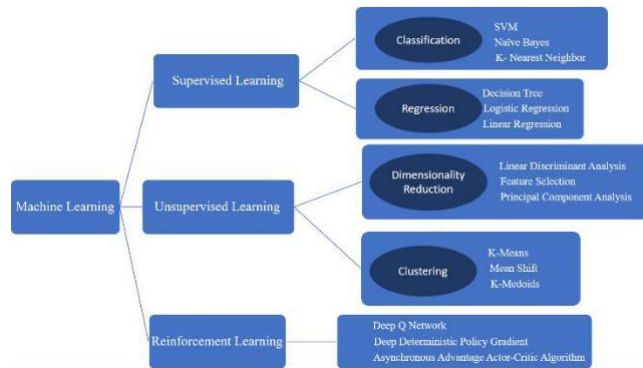 Machine Learning
Supervised Learning
Classification
SVM
Naïve Bayes
K- Nearest Neighbor
Regression
Decision Tree
Logistic Regression
Linear Regression
Unsupervised Learning
Dimensionality
Reduction
Linear Discriminant Analysis
Feature Selection
Principal Component Analysis
Clustering
K-Means
Mean Shift
K-Medoids
Reinforcement Learning
Deep Q Network
Deep Deterministic Policy Gradient
Asynchronous Advantage Actor-Critic Algorithm